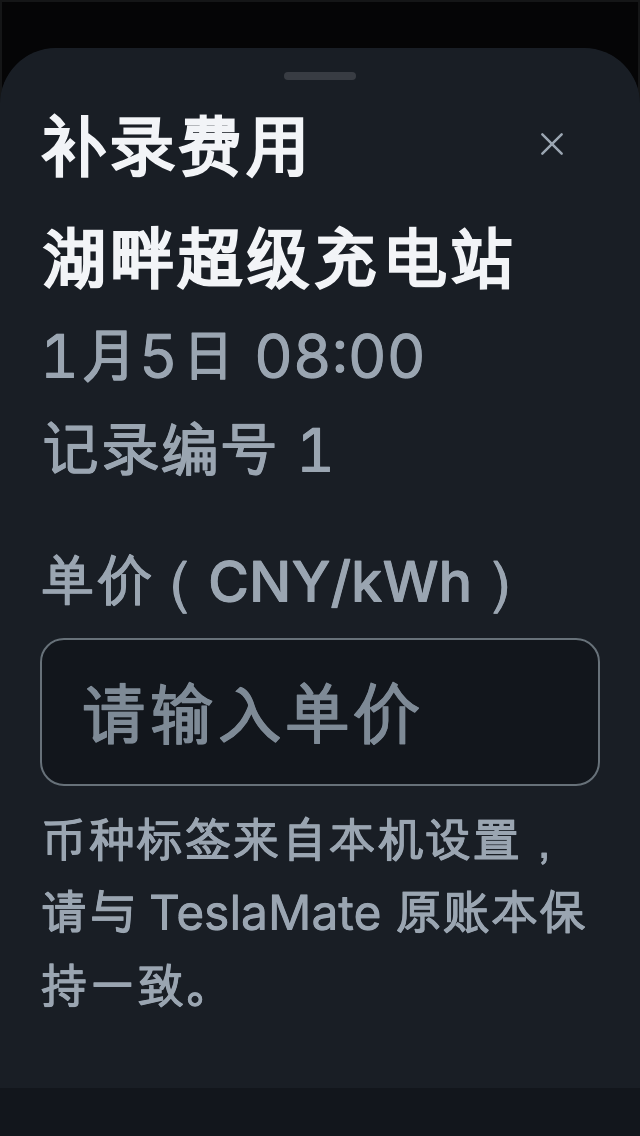 补录费用
湖畔超级充电站
1月5日 08:00
记录编号 1
单价（CNY/kWh）
请输入单价
币种标签来自本机设置，
请与 TeslaMate 原账本保
持一致。